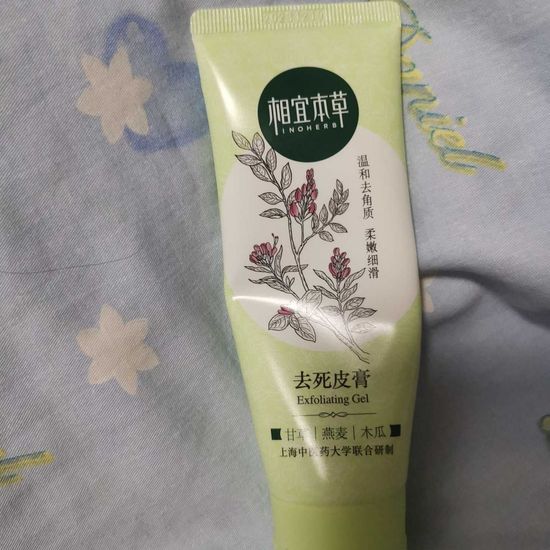 相宜本草
INOHERB
温和去角质
柔嫩细滑
去死皮膏
Exfoliating Gel
甘草|燕麦|木瓜
上海中医药大学联合研制